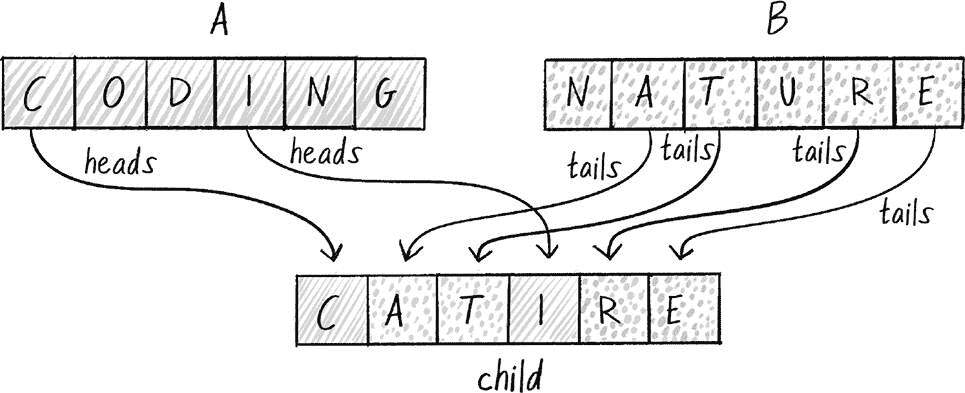 A B
C O D I N G N A T U R E
heads heads tails tails tails tails
C A T I R E
child